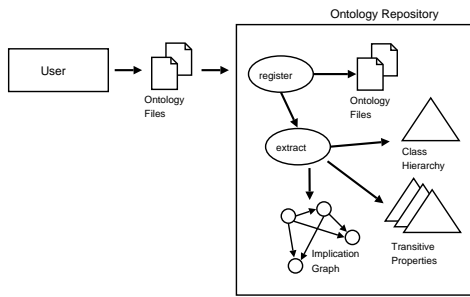 Ontology Repository
User
Ontology
Files
register
Ontology
Files
extract
Class
Hierarchy
Implication
Graph
Transitive
Properties